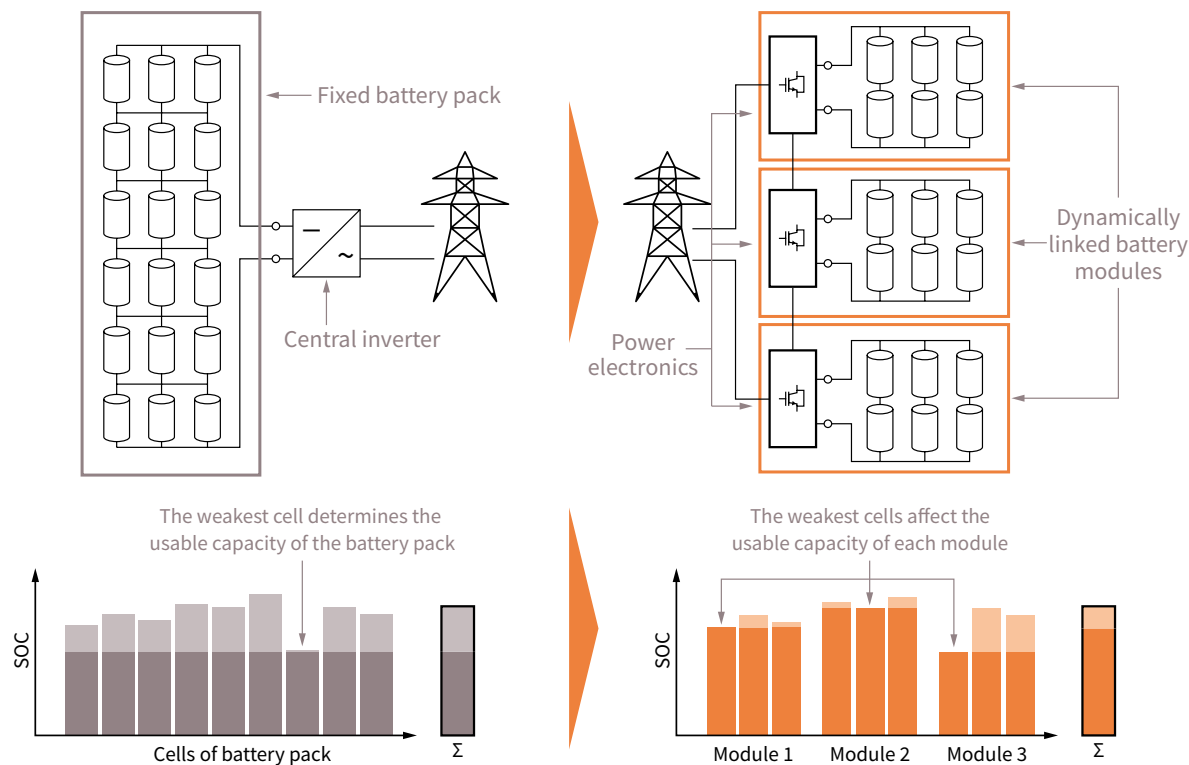 Fixed battery pack
Central inverter
Power
electronics
Dynamically
linked battery
modules
The weakest cell determines the
usable capacity of the battery pack
SOC
Cells of battery pack
Σ
The weakest cells affect the
usable capacity of each module
SOC
Module 1
Module 2
Module 3
Σ